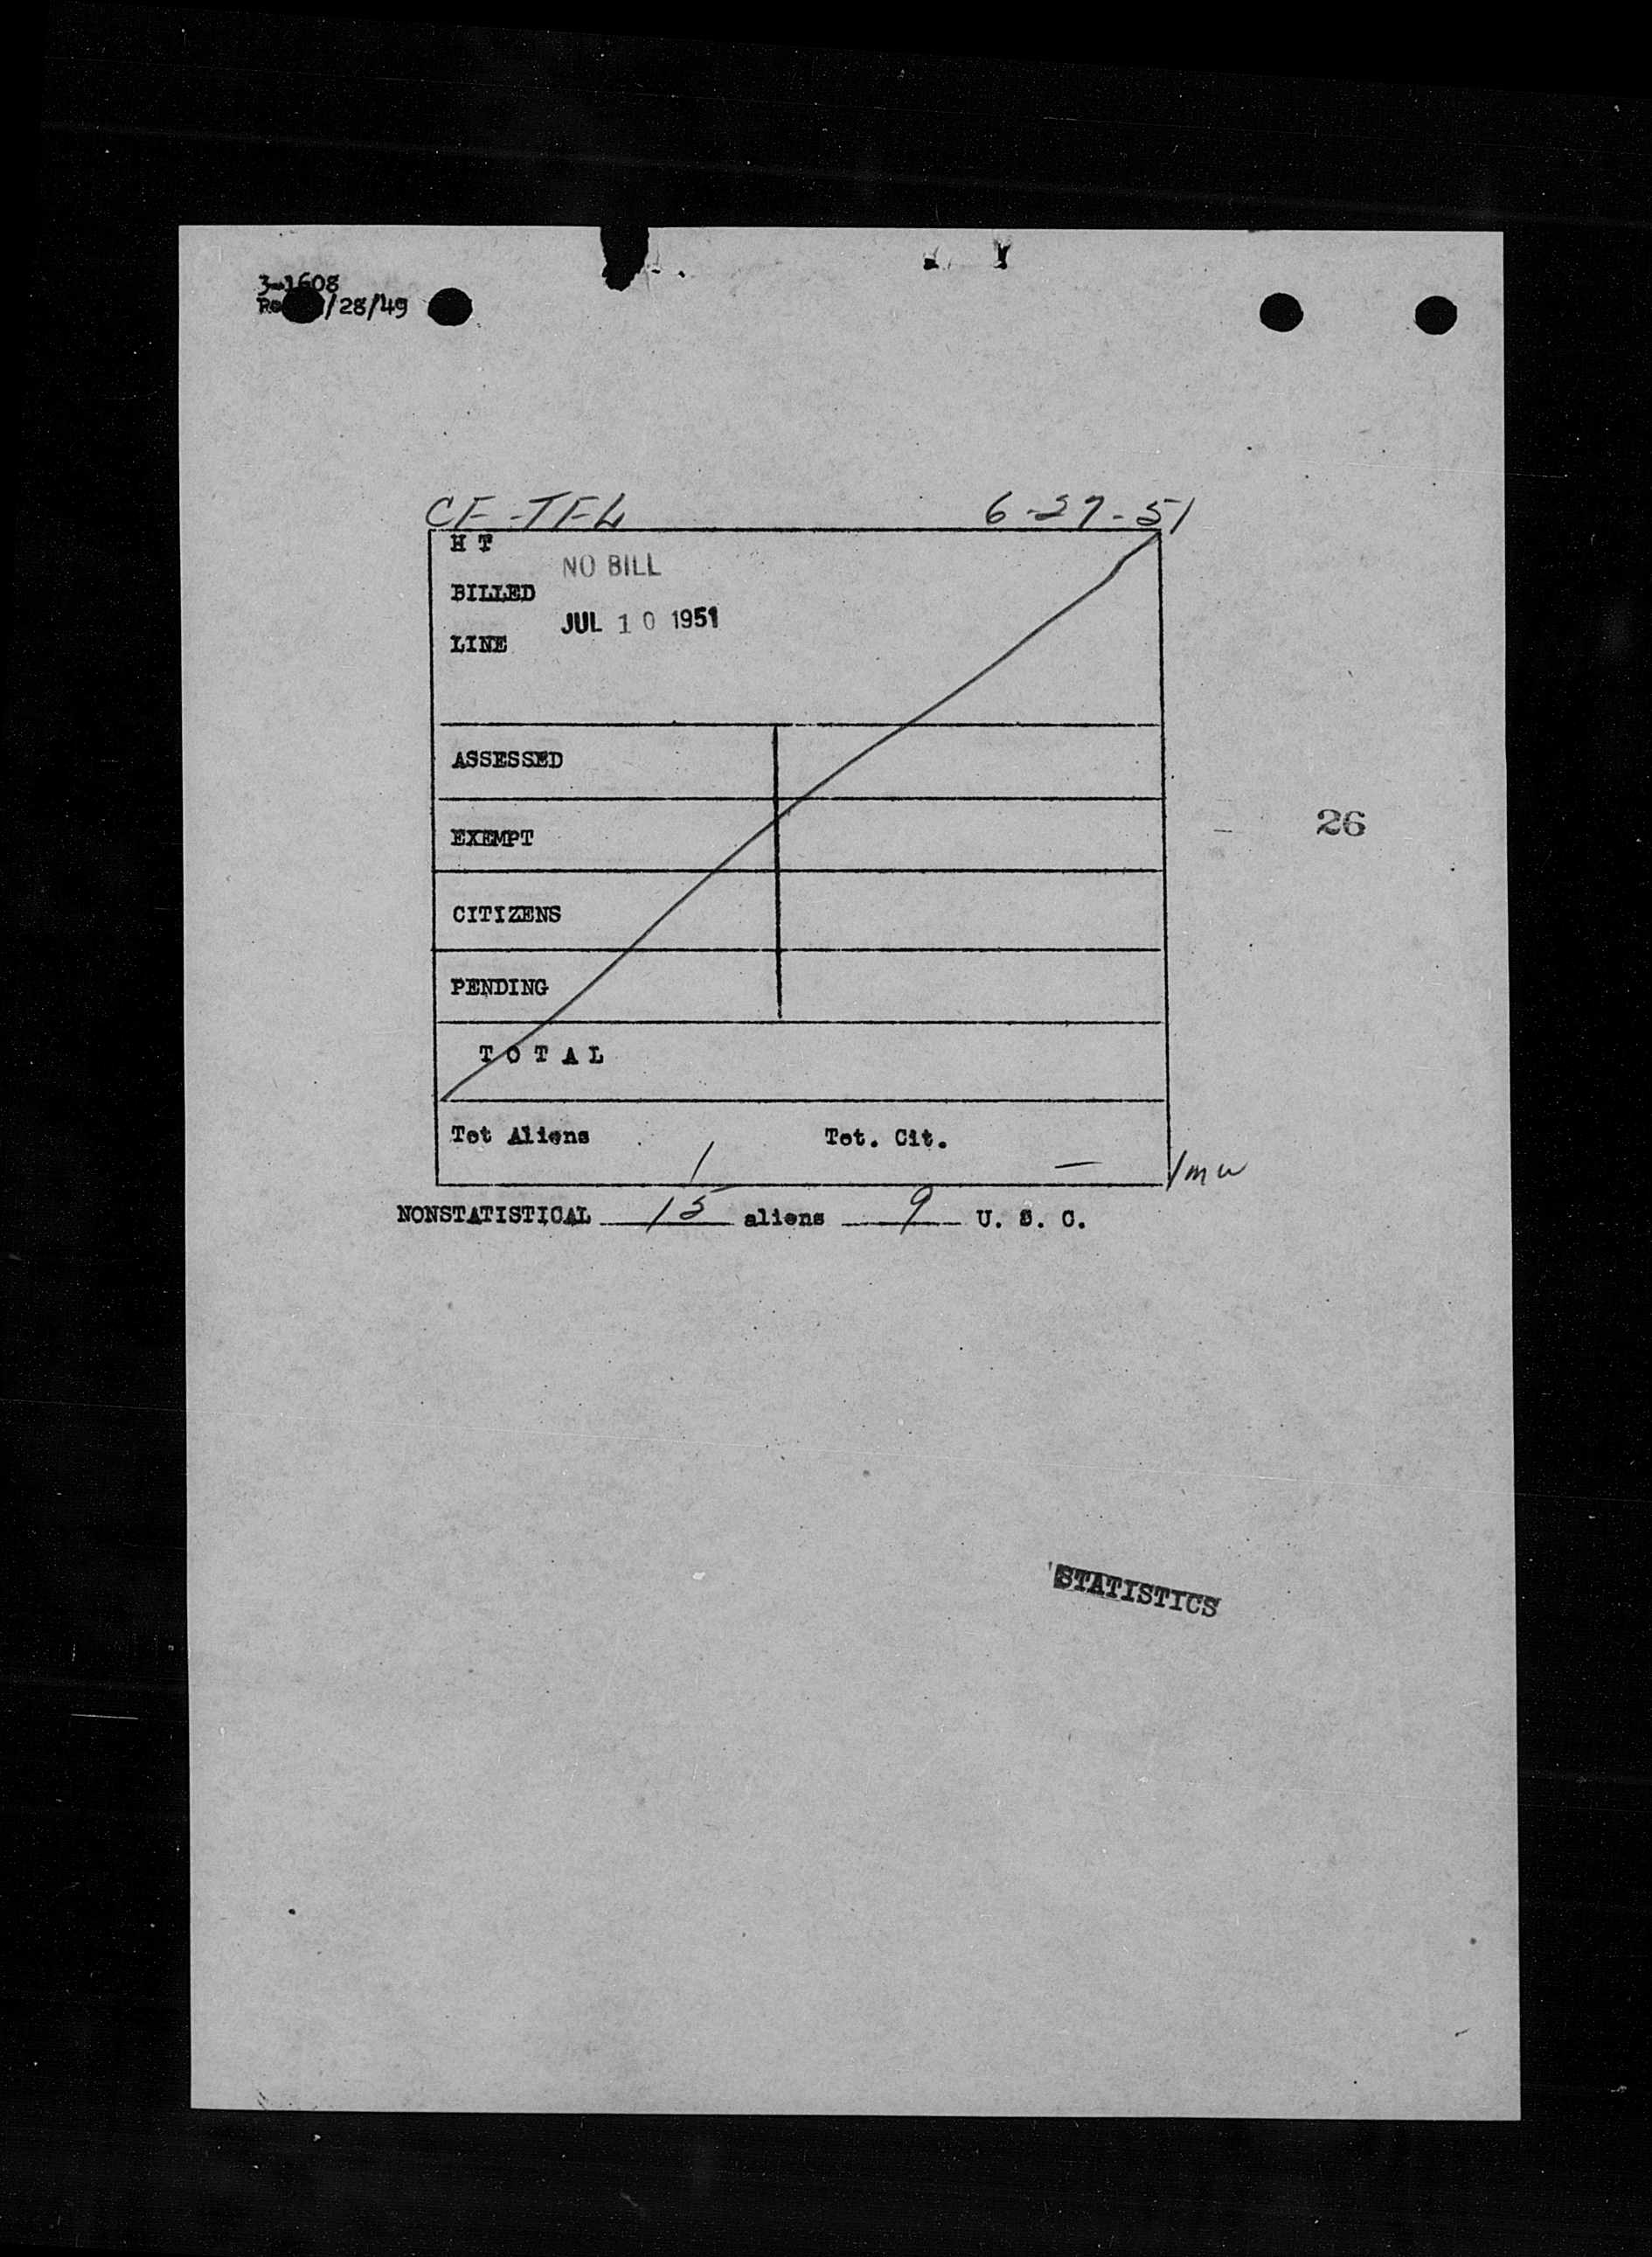 3-1608
/28/49
CF-TFL 6-27-51
H T
NO BILL
BILLED
JUL 10 1951
LINE
ASSESSED
EXEMPT
26
CITIZENS
PENDING
TOTAL
Tot Aliens 1 Tot. Cit. —
/mw
NONSTATISTICAL 15 aliens 9 U. S. C.
STATISTICS